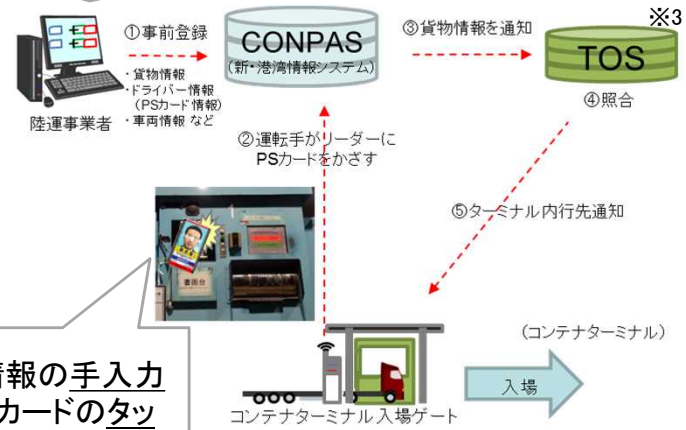 ※3
①事前登録
・貨物情報
・ドライバー情報
(PSカード情報)
・車両情報 など
陸運事業者
CONPAS
(新・港湾情報システム)
③貨物情報を通知
TOS
④照合
②運転手がリーダーに
PSカードをかざす
⑤ターミナル内行先通知
書面台
情報の手入力
カードのタッ
(コンテナターミナル)
入場
コンテナターミナル入場ゲート